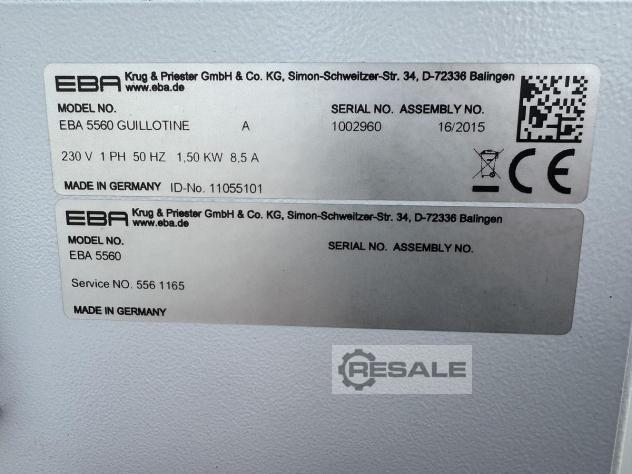 EBA Krug & Priester GmbH & Co. KG, Simon-Schweitzer-Str. 34, D-72336 Balingen
www.eba.de
MODEL NO. SERIAL NO. ASSEMBLY NO.
EBA 5560 GUILLOTINE A 1002960 16/2015
230 V 1 PH 50 HZ 1,50 KW 8,5 A
MADE IN GERMANY ID-No. 11055101
CE
EBA Krug & Priester GmbH & Co. KG, Simon-Schweitzer-Str. 34, D-72336 Balingen
www.eba.de
MODEL NO. SERIAL NO. ASSEMBLY NO.
EBA 5560
Service NO. 556 1165
MADE IN GERMANY
RESALE